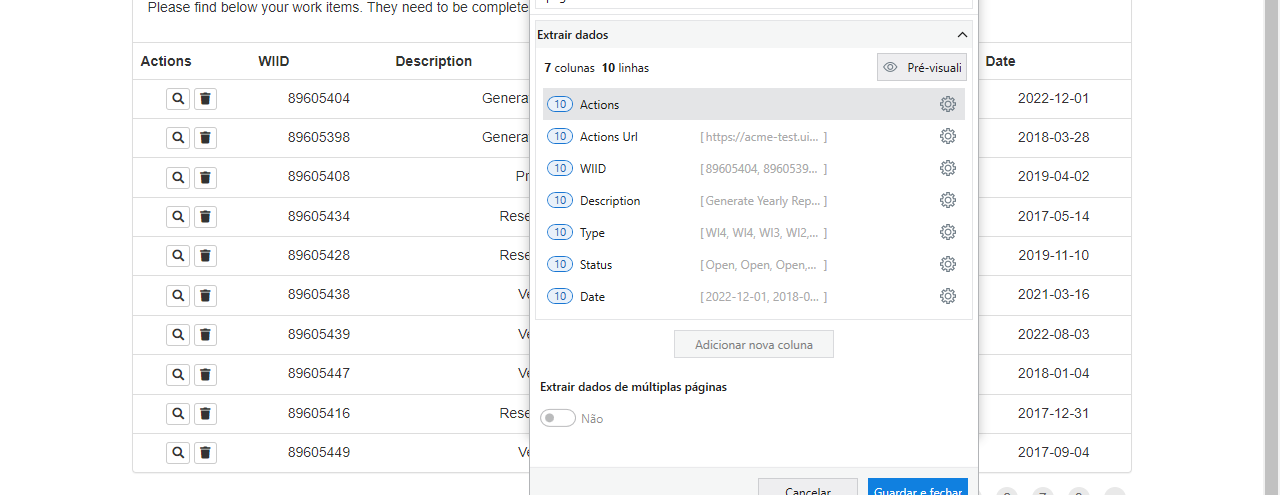 Please find below your work items. They need to be complete
Extrair dados
7 colunas 10 linhas
Pré-visuali
Actions WIID Description Date
10 Actions
10 Actions Url [ https://acme-test.ui... ]
10 WIID [ 89605404, 8960539... ]
10 Description [ Generate Yearly Rep... ]
10 Type [ WI4, WI4, WI3, WI2,... ]
10 Status [ Open, Open, Open,... ]
10 Date [ 2022-12-01, 2018-0... ]
Adicionar nova coluna
Extrair dados de múltiplas páginas
Não
Cancelar Guardar e fechar
89605404 Genera 2022-12-01
89605398 Genera 2018-03-28
89605408 Pr 2019-04-02
89605434 Rese 2017-05-14
89605428 Rese 2019-11-10
89605438 Ve 2021-03-16
89605439 Ve 2022-08-03
89605447 Ve 2018-01-04
89605416 Rese 2017-12-31
89605449 Ve 2017-09-04